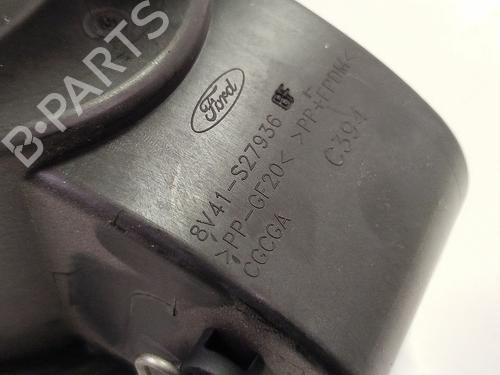 B-PARTS
Ford
8V41-S27936
>PP-GF20< >PP+EPDM<
CGCGA C394